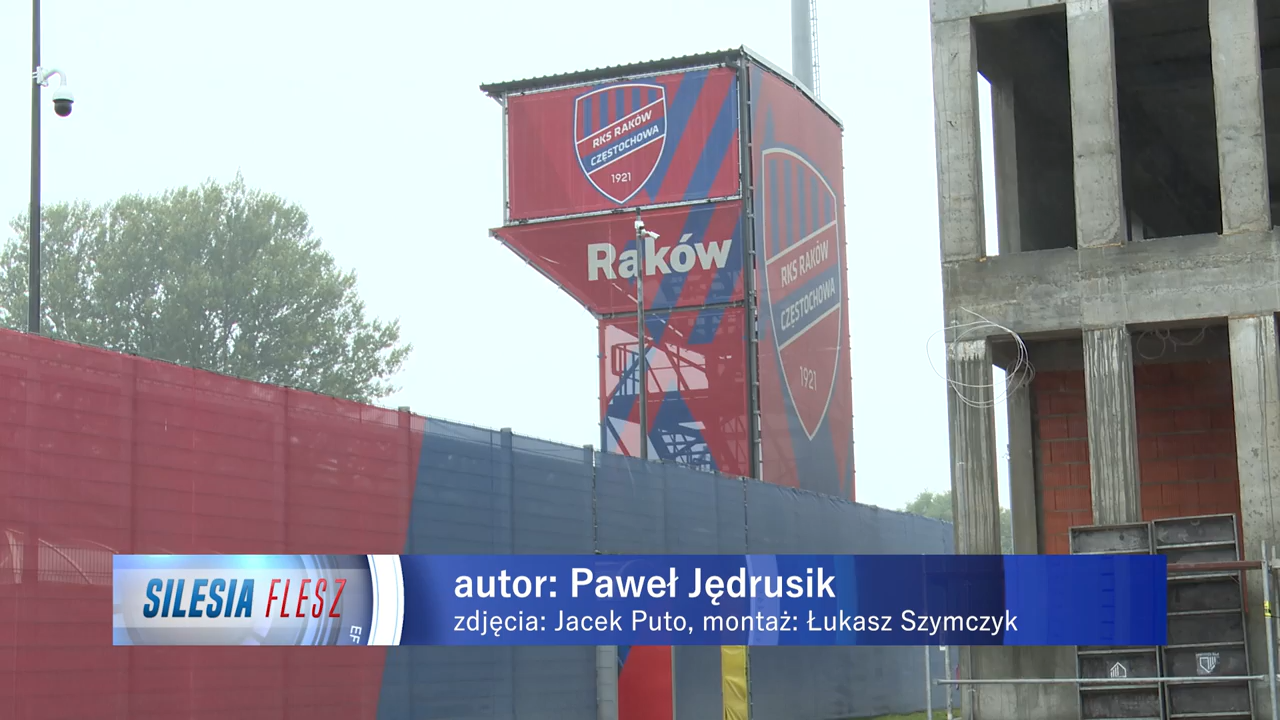 RKS RAKÓW
CZĘSTOCHOWA
1921
Raków
RKS RAKÓW
CZĘSTOCHOWA
1921
SILESIA FLESZ
autor: Paweł Jędrusik
zdjęcia: Jacek Puto, montaż: Łukasz Szymczyk